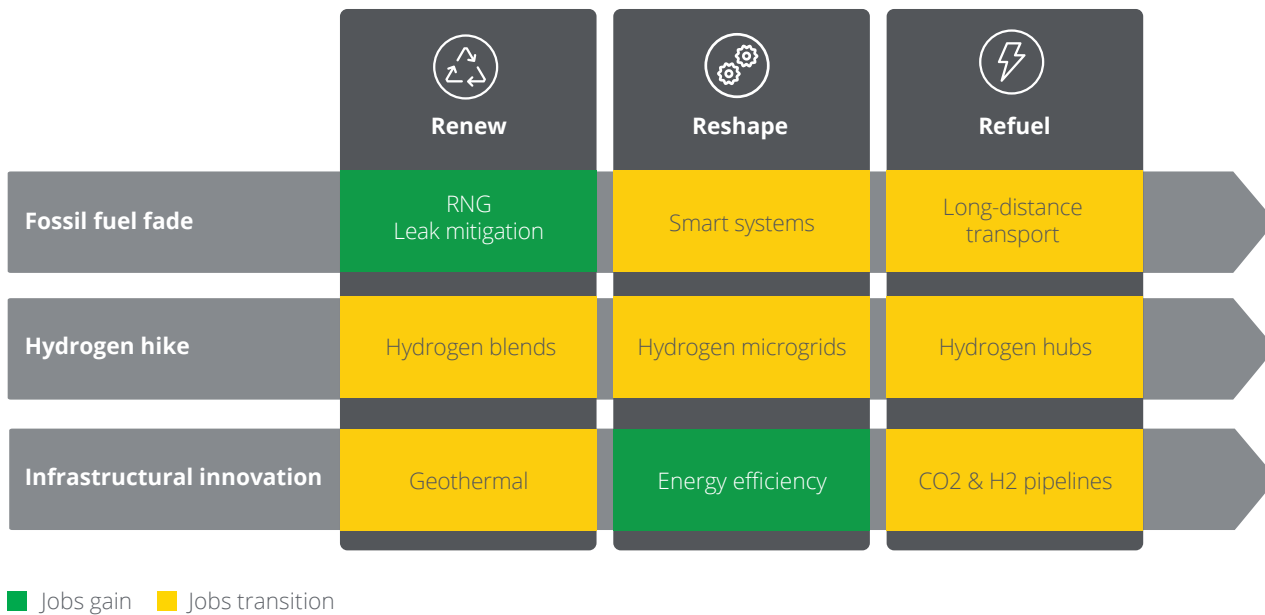 Renew
Reshape
Refuel
Fossil fuel fade
RNG
Leak mitigation
Smart systems
Long-distance
transport
Hydrogen hike
Hydrogen blends
Hydrogen microgrids
Hydrogen hubs
Infrastructural innovation
Geothermal
Energy efficiency
CO2 & H2 pipelines
Jobs gain
Jobs transition